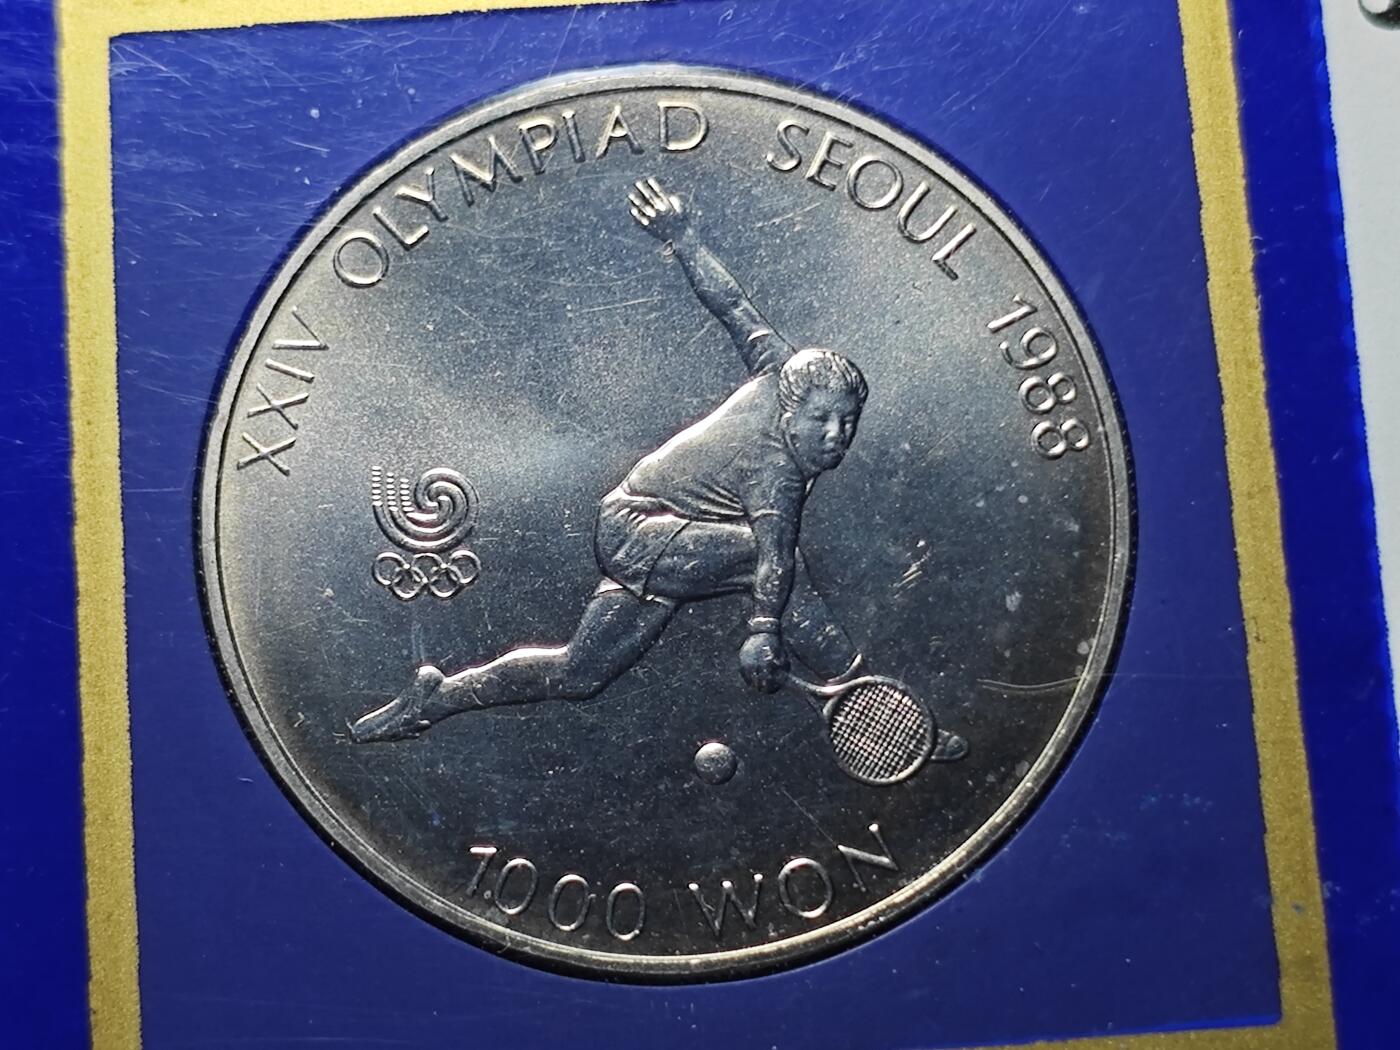 XXIV OLYMPIAD SEOUL 1988
1000 WON